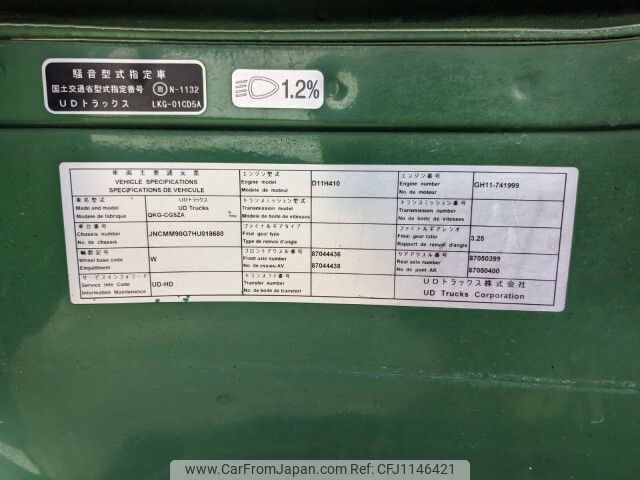 騒音型式指定車
国土交通省型式指定番号 N-1132
UDトラックス LKG-01CD5A
1.2%
車両主要諸元票
VEHICLE SPECIFICATIONS
SPECIFICATIONS DE VEHICULE
車名型式 UDトラックス
Made and model UD Trucks
Modele de fabrique QKG-CG5ZA
車台番号
Chassis number JNCMM90G7HU018680
No. de chassis
軸距記号
Wheel base code W
Empattement
サービスインフォコード
Service Info Code UD-HD
Information Maintenance
エンジン型式
Engine model D11H410
Modele de moteur
トランスミッション型式
Transmission model
Modele de boite de vitesses
ファイナルギアタイプ
Final gear type
Type de renvoi d'angle
フロントアクスル番号 87044436
Front axle number
No. de essieu AV. 87044438
トランスファ番号
Transfer number
No. de boite de transfert
エンジン番号
Engine number GH11-741999
No. de moteur
トランスミッション番号
Transmission number
No. de boite de vitesses
ファイナルギアレシオ
Final gear ratio 3.25
Rapport de renvoi d'angle
リヤアクスル番号 87050399
Rear axle number
No. de pont AR 87050400
UDトラックス株式会社
UD Trucks Corporation
www.CarFromJapan.com - Ref No: CFJ1146421